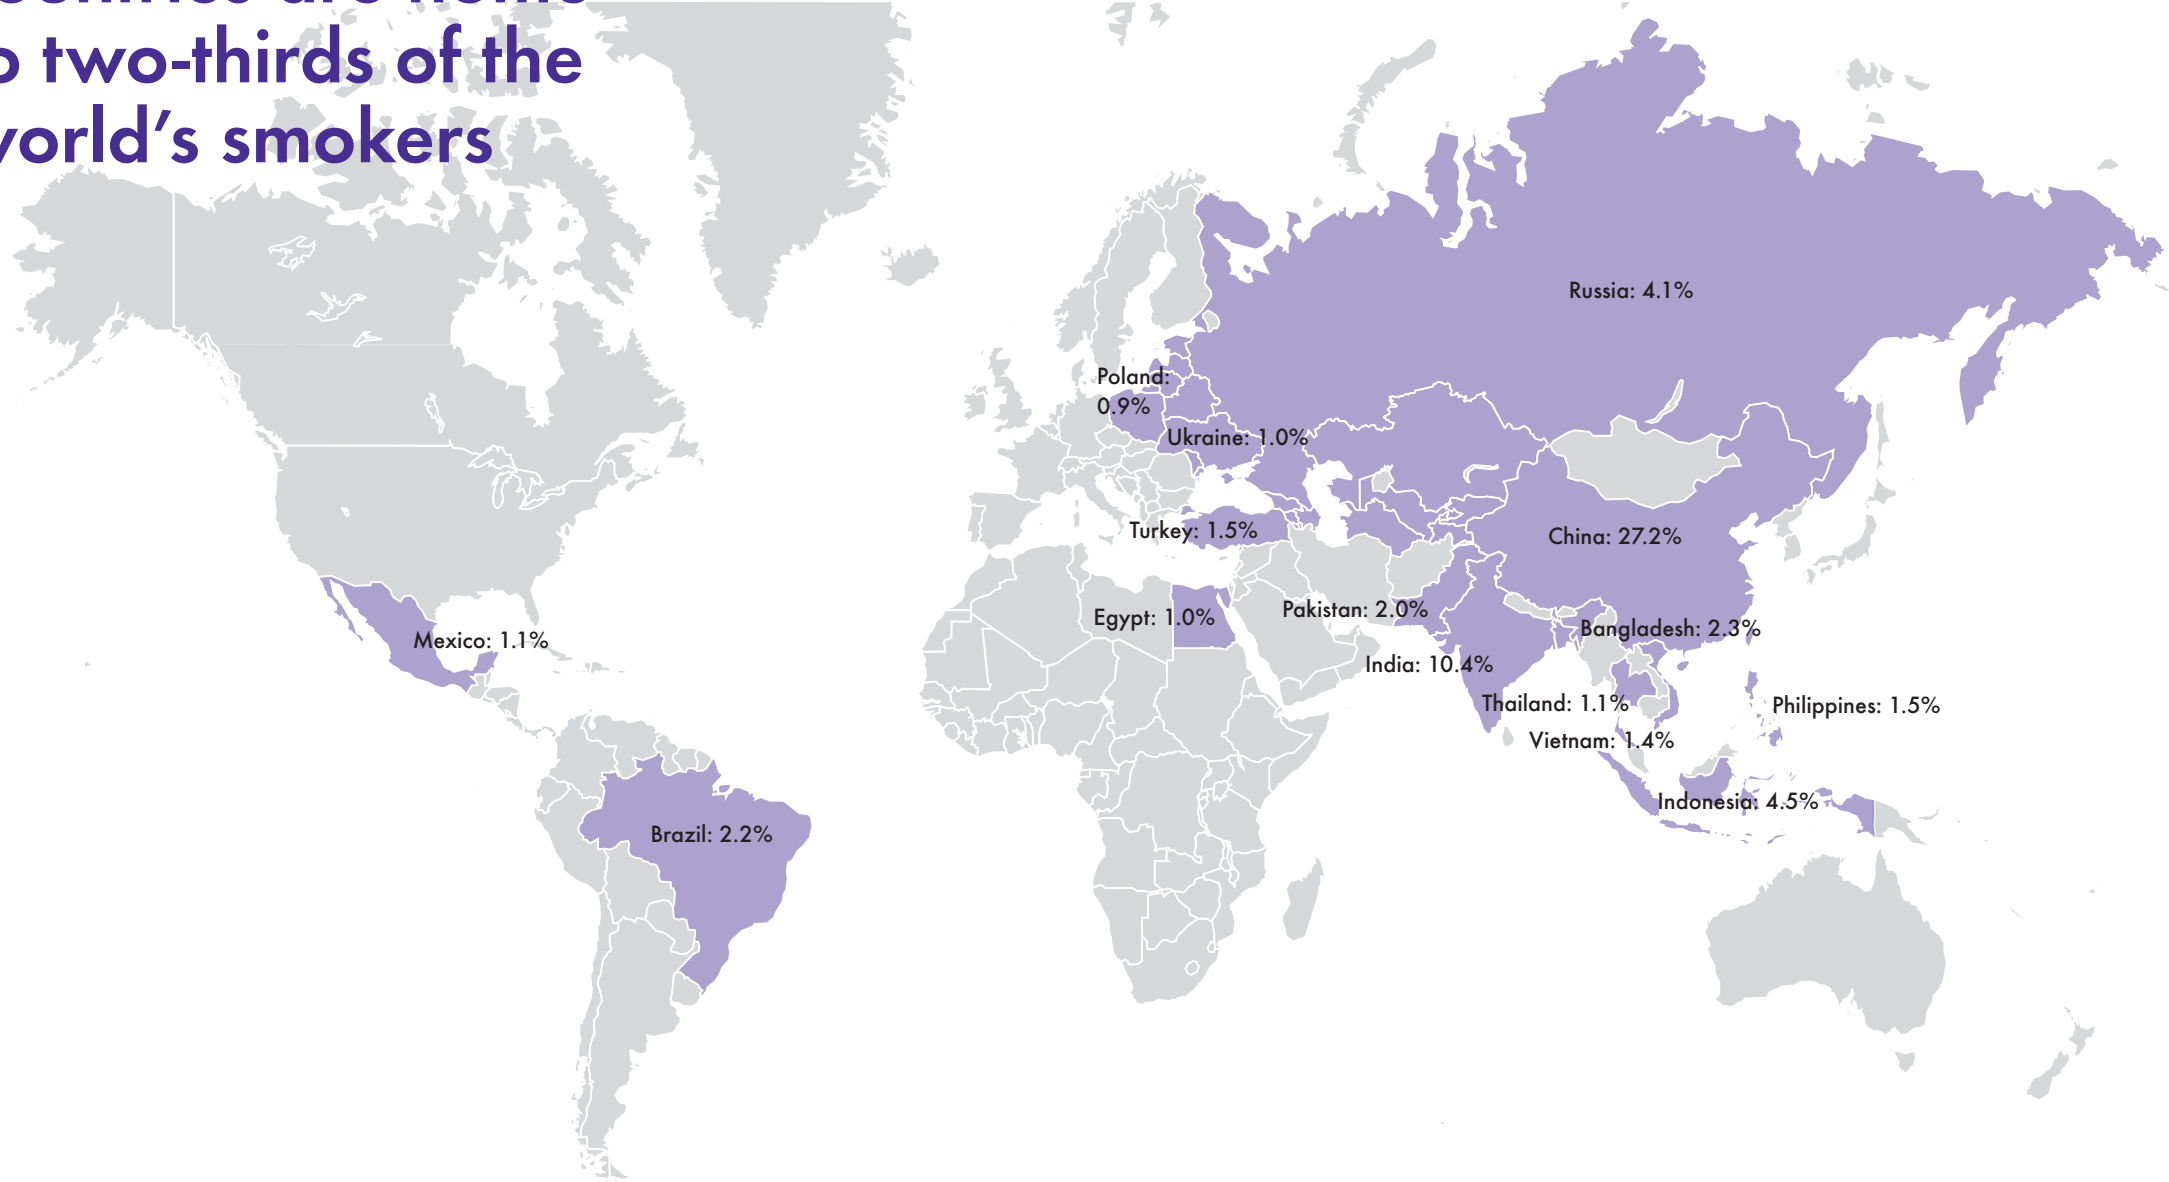 two-thirds of the
world's smokers
Russia: 4.1%
Poland:
0.9%
Ukraine: 1.0%
Turkey: 1.5%
China: 27.2%
Egypt: 1.0%
Pakistan: 2.0%
Bangladesh: 2.3%
Mexico: 1.1%
India: 10.4%
Thailand: 1.1%
Philippines: 1.5%
Vietnam: 1.4%
Indonesia: 4.5%
Brazil: 2.2%